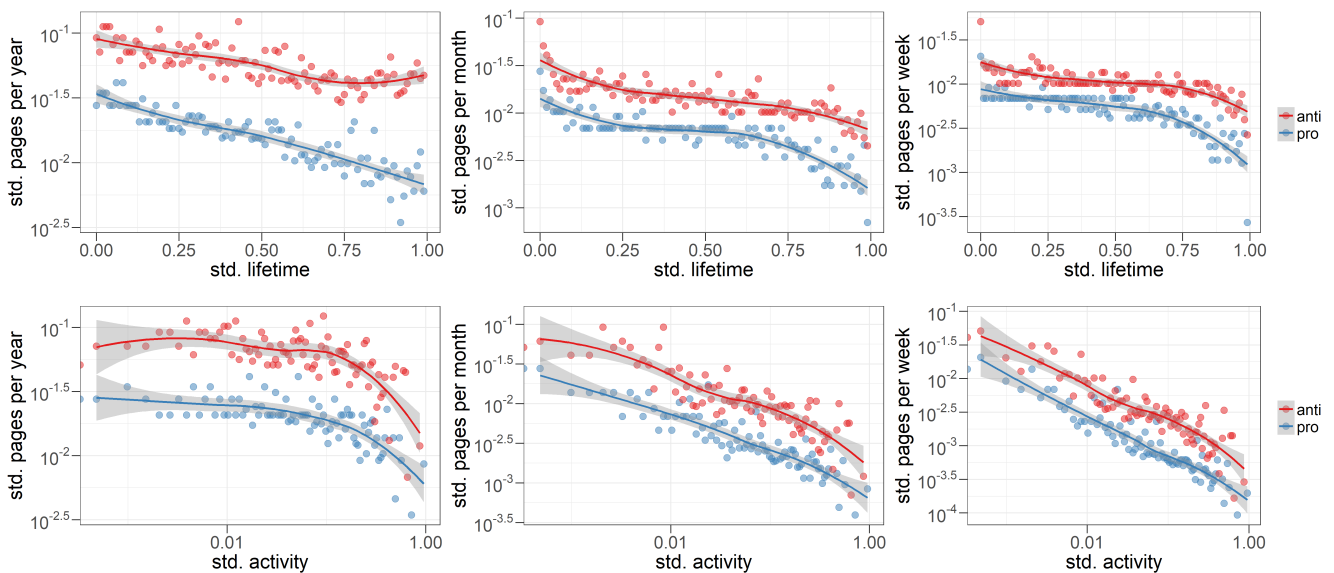 std. pages per year
10^-1
10^-1.5
10^-2
10^-2.5
0.00 0.25 0.50 0.75 1.00
std. lifetime
std. pages per month
10^-1
10^-1.5
10^-2
10^-2.5
10^-3
0.00 0.25 0.50 0.75 1.00
std. lifetime
std. pages per week
10^-1.5
10^-2
10^-2.5
10^-3
10^-3.5
0.00 0.25 0.50 0.75 1.00
std. lifetime
anti
pro
std. pages per year
10^-1
10^-1.5
10^-2
10^-2.5
0.01 1.00
std. activity
std. pages per month
10^-1
10^-1.5
10^-2
10^-2.5
10^-3
10^-3.5
0.01 1.00
std. activity
std. pages per week
10^-1
10^-1.5
10^-2
10^-2.5
10^-3
10^-3.5
10^-4
0.01 1.00
std. activity
anti
pro